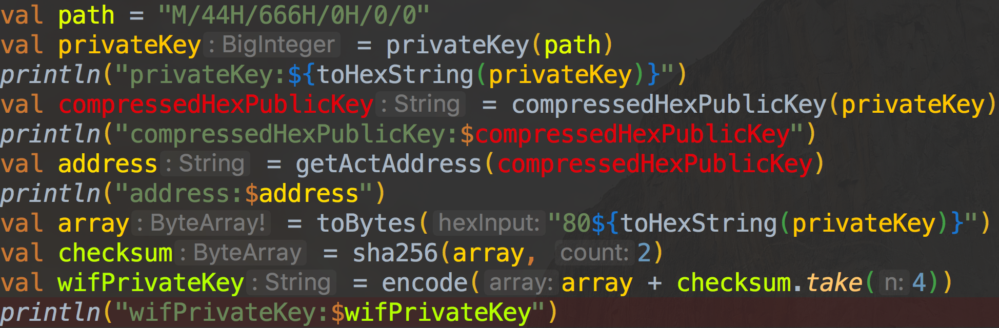 val path = "M/44H/666H/0H/0/0"
val privateKey : BigInteger = privateKey(path)
println("privateKey:${toHexString(privateKey)}")
val compressedHexPublicKey : String = compressedHexPublicKey(privateKey)
println("compressedHexPublicKey:$compressedHexPublicKey")
val address : String = getActAddress(compressedHexPublicKey)
println("address:$address")
val array : ByteArray! = toBytes( hexInput: "80${toHexString(privateKey)}")
val checksum : ByteArray = sha256(array, count: 2)
val wifPrivateKey : String = encode( array: array + checksum.take( n: 4))
println("wifPrivateKey:$wifPrivateKey")